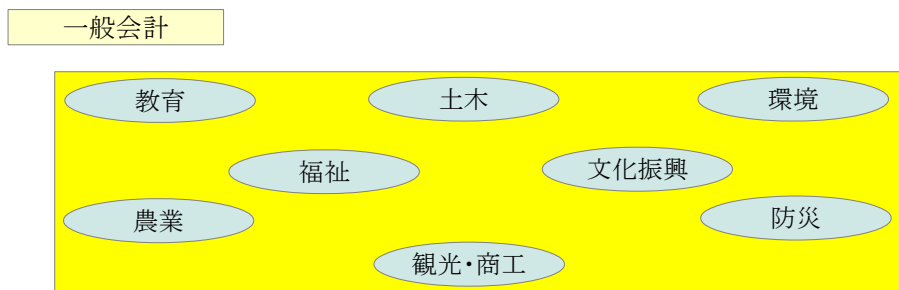 一般会計
教育
土木
環境
福祉
文化振興
農業
防災
観光・商工